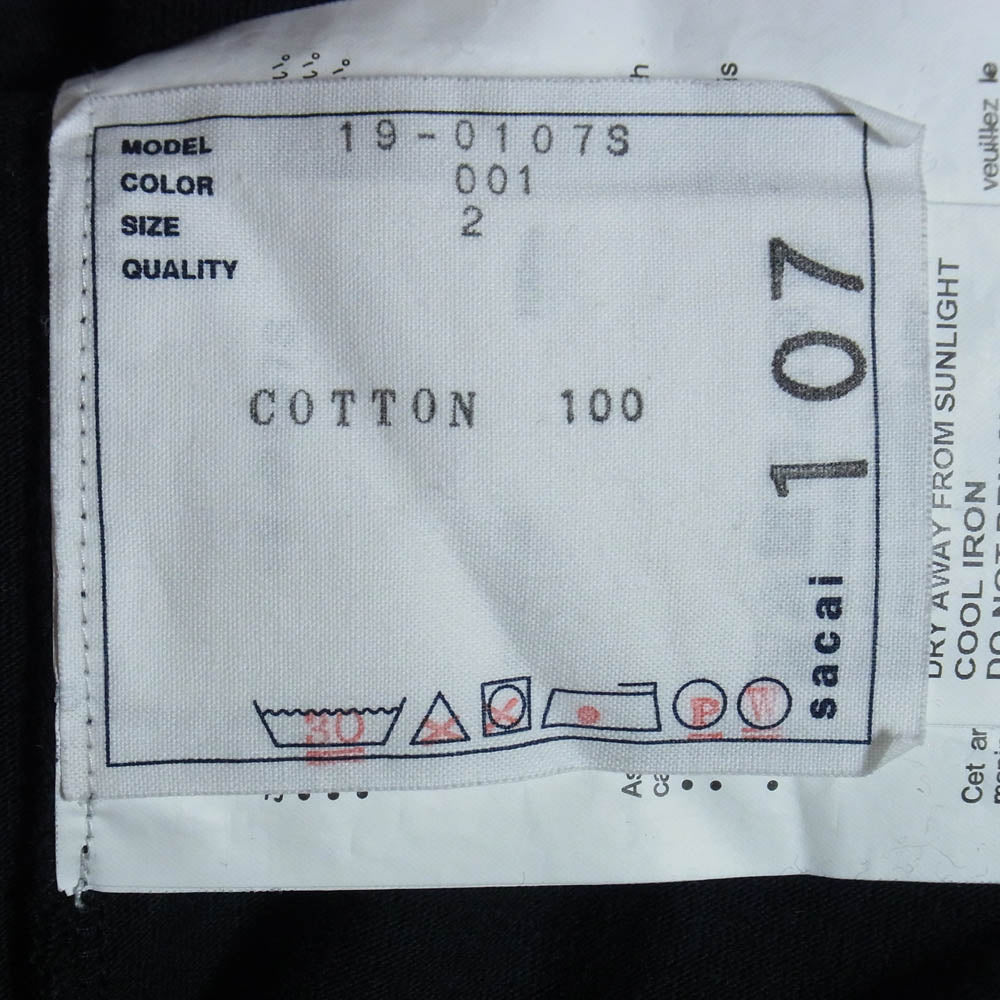 MODEL 19-0107S
COLOR 001
SIZE 2
QUALITY
COTTON 100
107
sacai
30
P
W
DRY AWAY FROM SUNLIGHT
COOL IRON
veuillez le
Cet ar